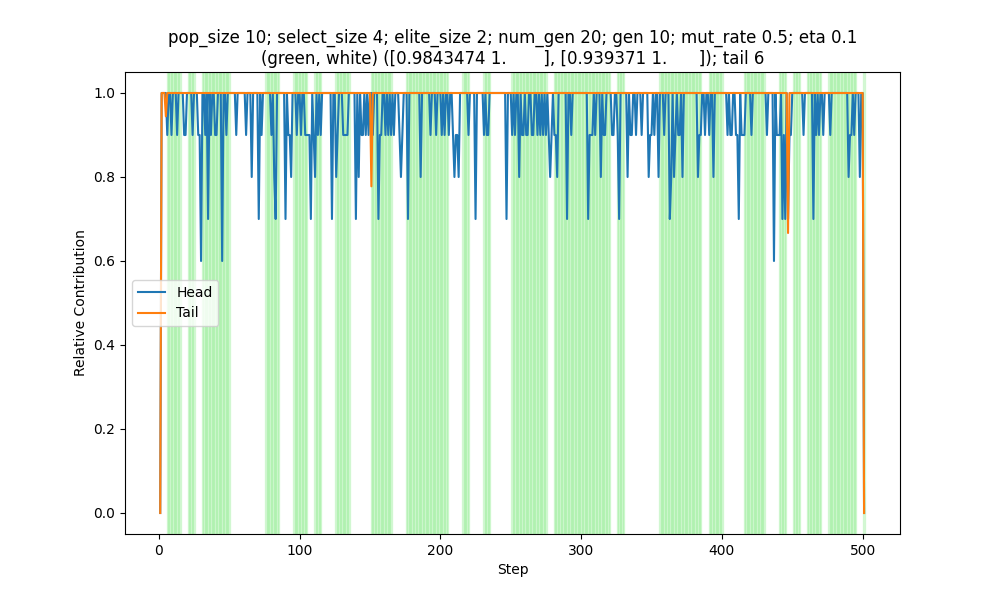 pop_size 10; select_size 4; elite_size 2; num_gen 20; gen 10; mut_rate 0.5; eta 0.1
(green, white) ([0.9843474 1.       ], [0.939371 1.       ]); tail 6
1.0
0.8
0.6
0.4
0.2
0.0
Relative Contribution
Head
Tail
0 100 200 300 400 500
Step